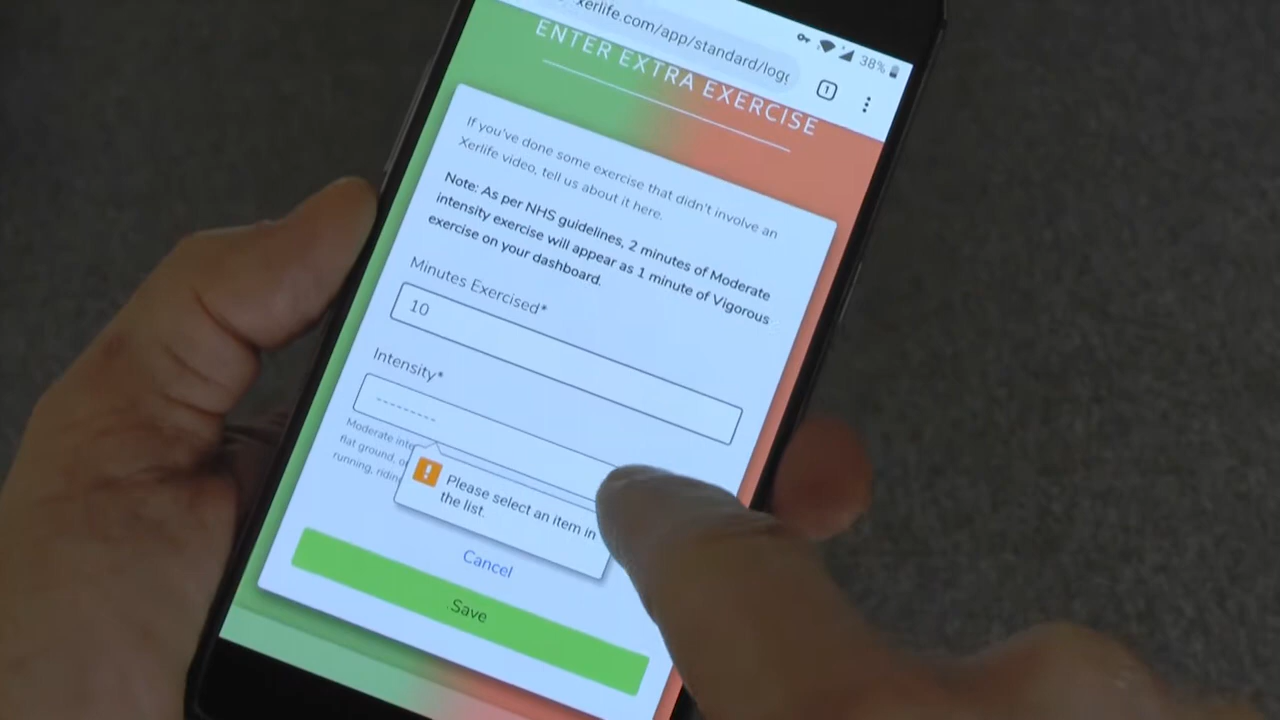 xerlife.com/app/standard/logg
1
38%
ENTER EXTRA EXERCISE
If you've done some exercise that didn't involve an
Xerlife video, tell us about it here.
Note: As per NHS guidelines, 2 minutes of Moderate
intensity exercise will appear as 1 minute of Vigorous
exercise on your dashboard.
Minutes Exercised*
10
Intensity*
---------
Moderate inte
flat ground, o
running, ridin
Please select an item in
the list.
Cancel
Save